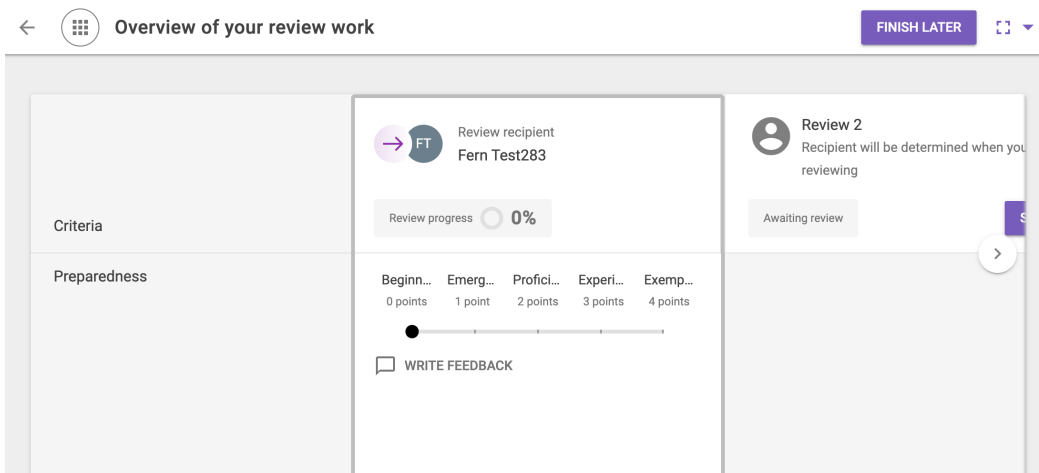 Overview of your review work
FINISH LATER
FT
Review recipient
Fern Test283
Review progress
0%
Review 2
Recipient will be determined when you
reviewing
Awaiting review
S
Criteria
Preparedness
Beginn... Emerg... Profici... Experi... Exemp...
0 points 1 point 2 points 3 points 4 points
WRITE FEEDBACK